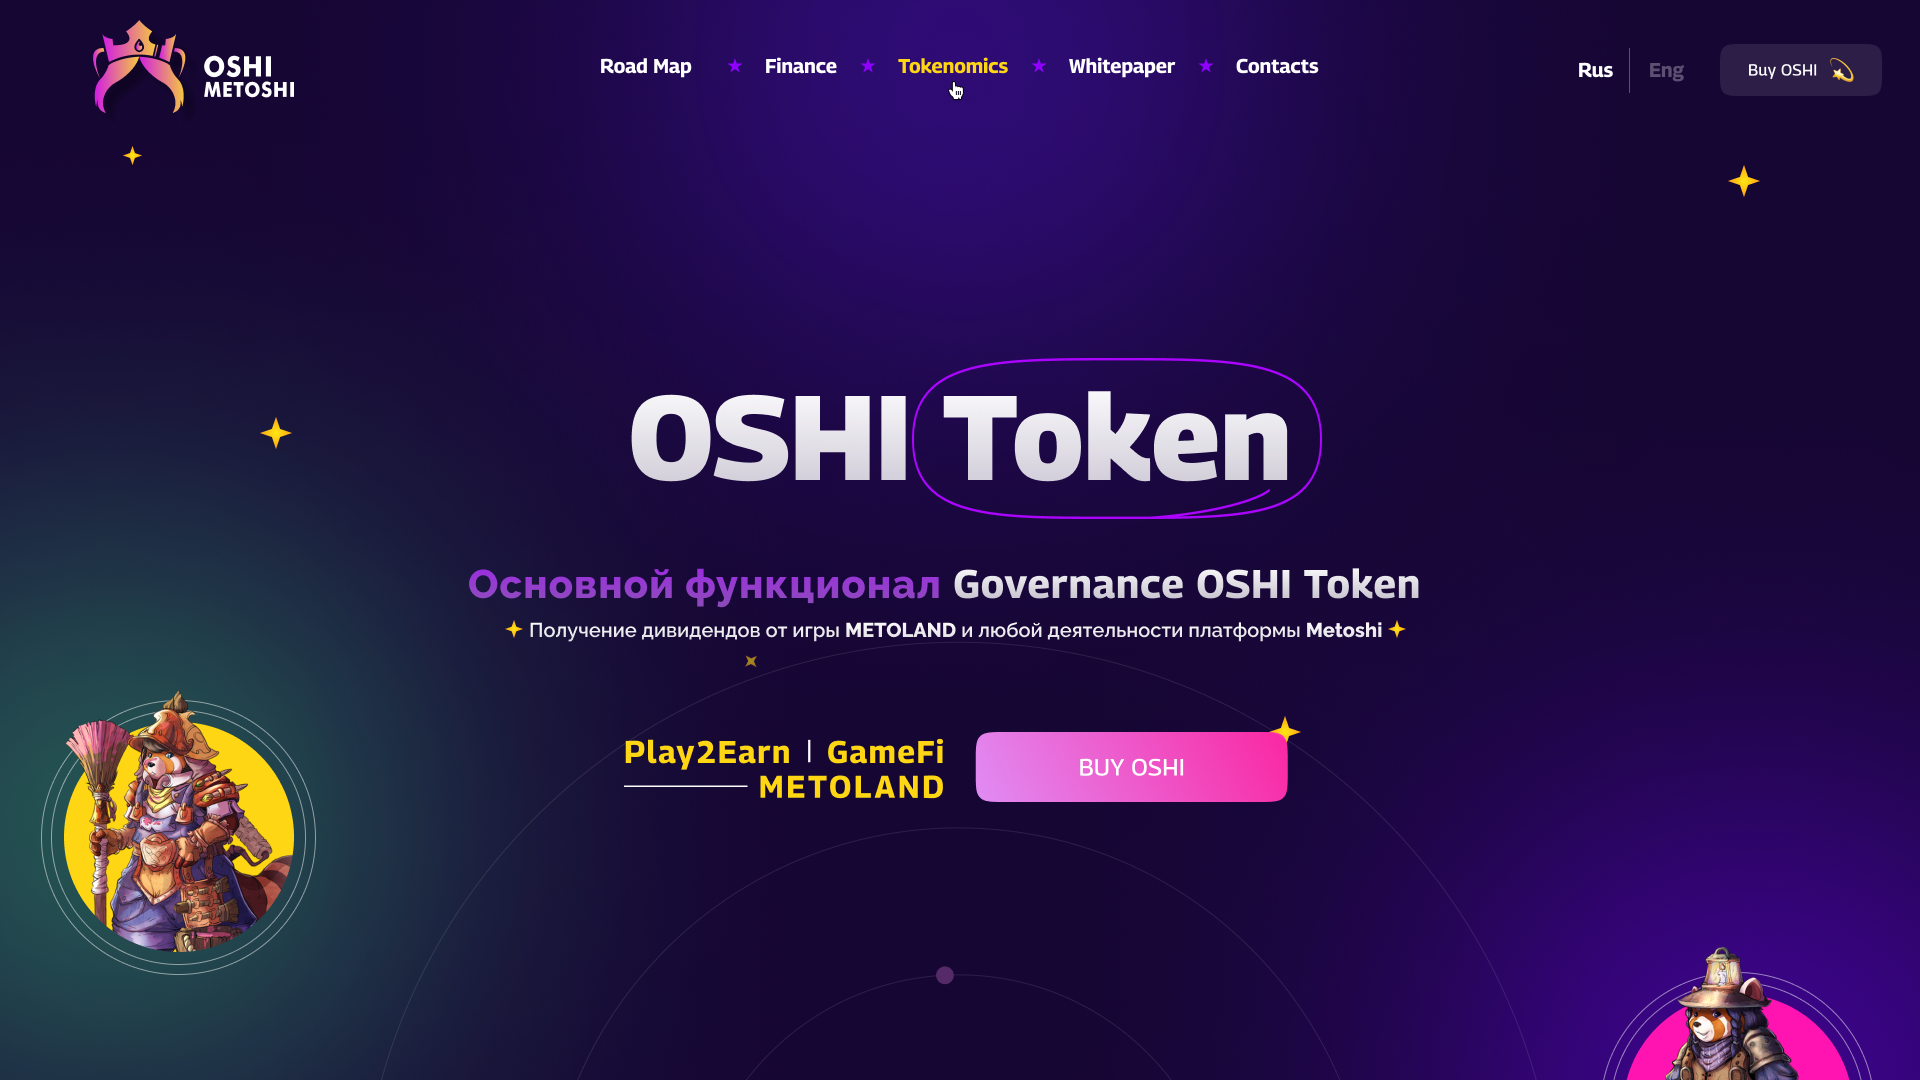 OSHI
METOSHI
Road Map ★ Finance ★ Tokenomics ★ Whitepaper ★ Contacts
Rus | Eng
Buy OSHI
OSHI Token
Основной функционал Governance OSHI Token
Получение дивидендов от игры METOLAND и любой деятельности платформы Metoshi
Play2Earn | GameFi
METOLAND
BUY OSHI